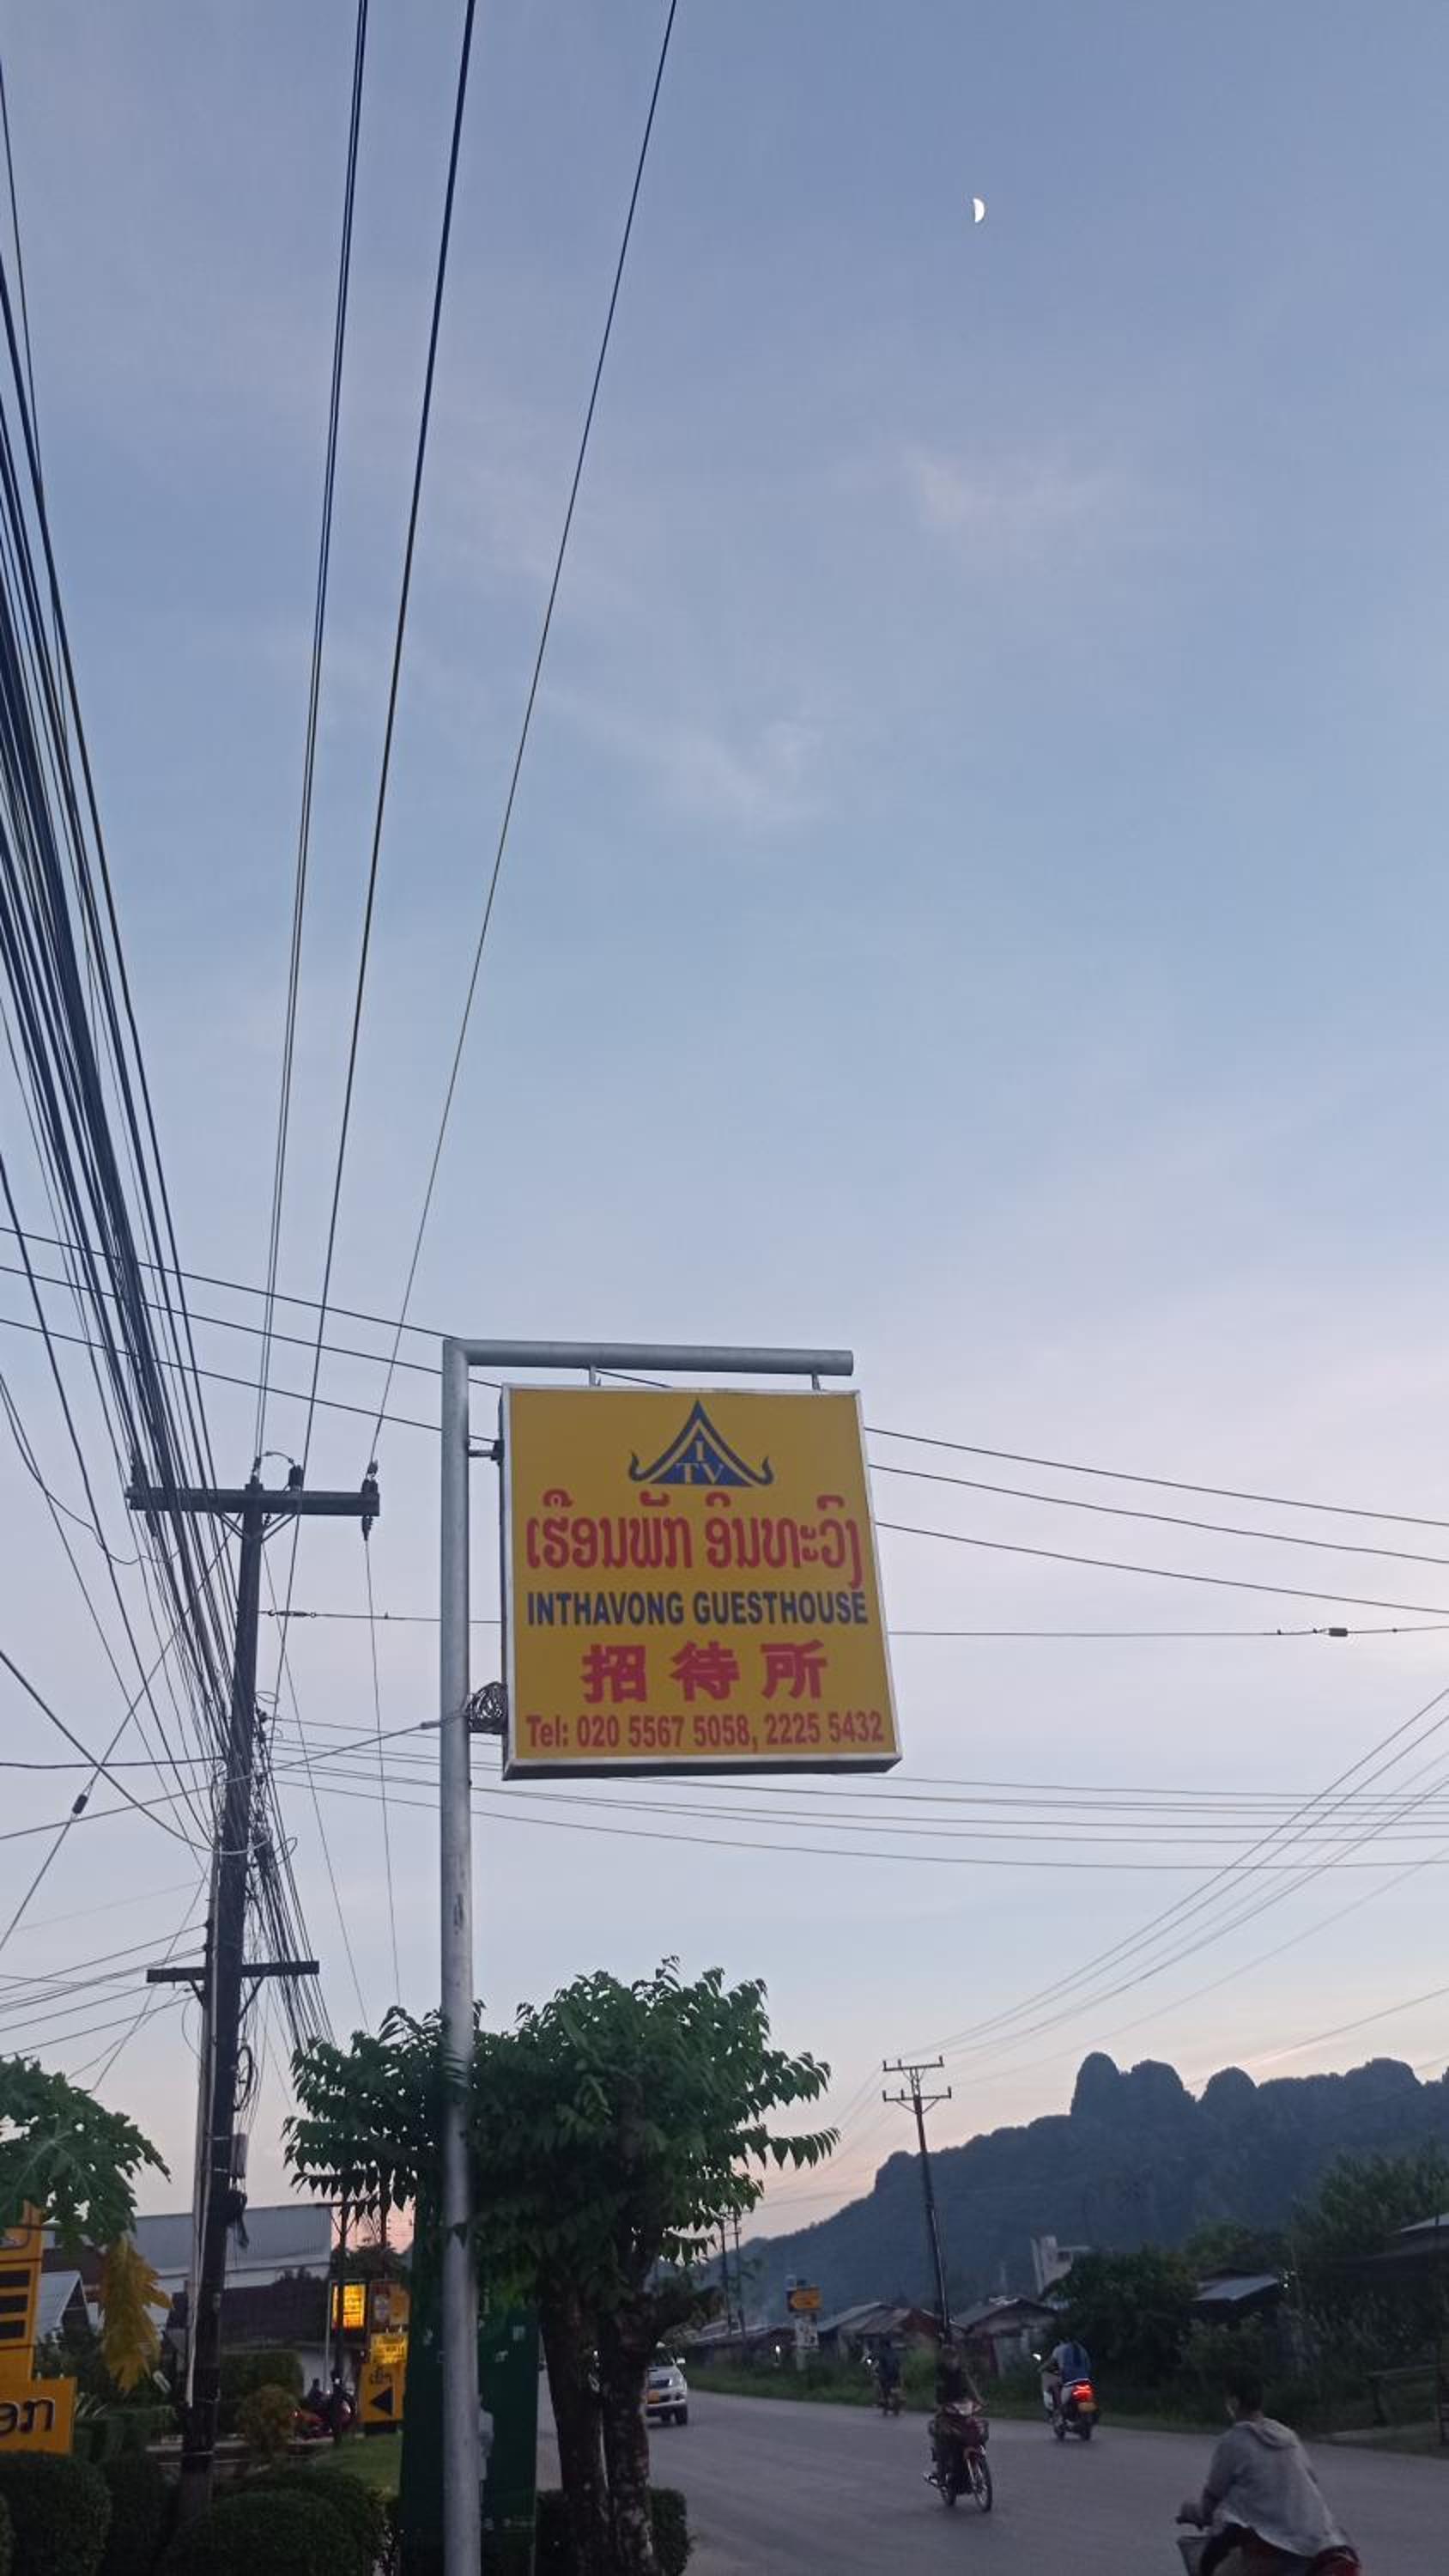 I
TV
ເຮືອນພັກ ອິນທະວົງ
INTHAVONG GUESTHOUSE
招待所
Tel: 020 5567 5058, 2225 5432